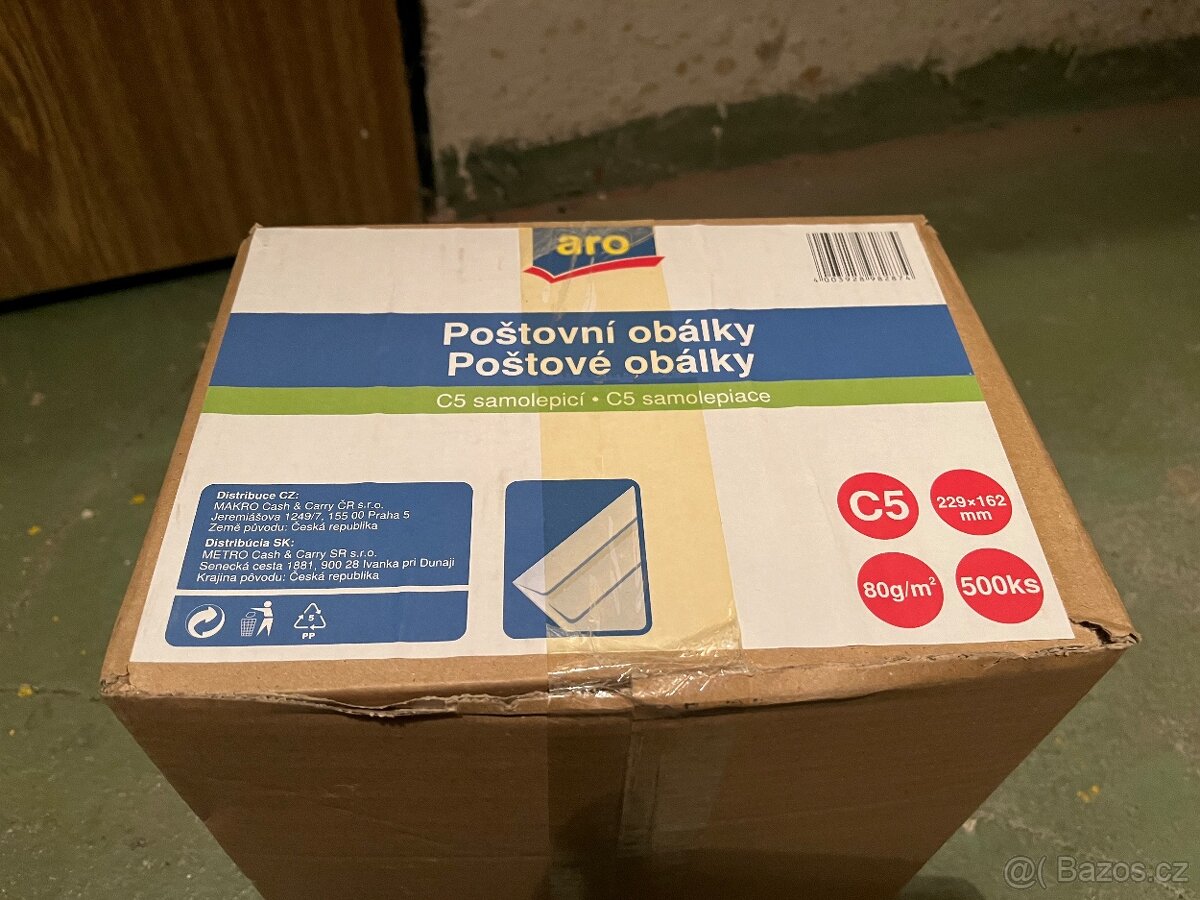 aro
4003928982874
Poštovní obálky
Poštové obálky
C5 samolepicí • C5 samolepiace
Distribuce CZ:
MAKRO Cash & Carry ČR s.r.o.
Jeremiášova 1249/7, 155 00 Praha 5
Země původu: Česká republika
Distribúcia SK:
METRO Cash & Carry SR s.r.o.
Senecká cesta 1881, 900 28 Ivanka pri Dunaji
Krajina pôvodu: Česká republika
5
PP
C5
229×162
mm
80g/m²
500ks
@( Bazos.cz